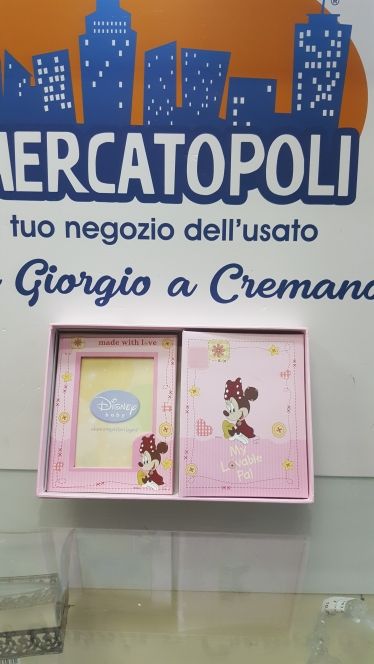 ®
MERCATOPOLI
tuo negozio dell'usato
Giorgio a Cremano
made with love
Disney
baby
My
Lovable
Pal